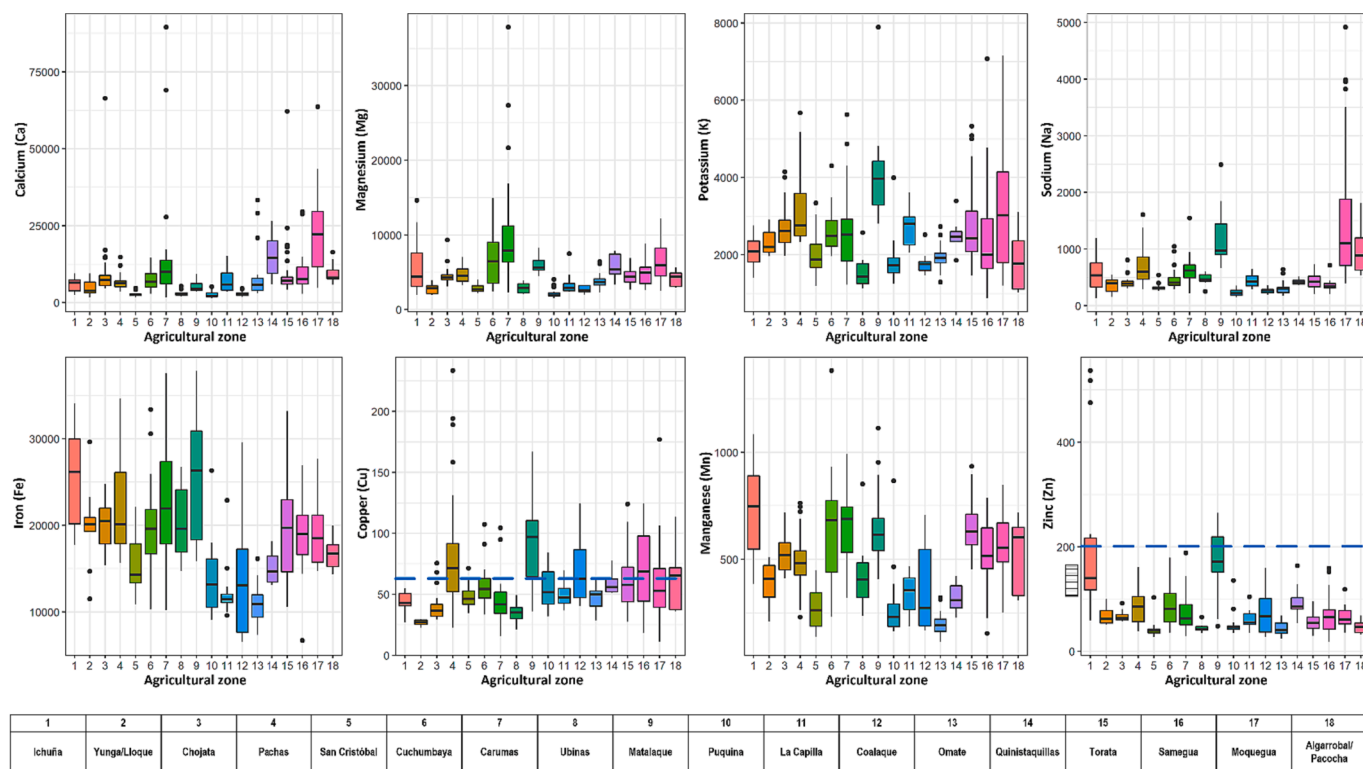 75000
50000
25000
0
Calcium (Ca)
1 2 3 4 5 6 7 8 9 10 11 12 13 14 15 16 17 18
Agricultural zone
30000
20000
10000
0
Magnesium (Mg)
1 2 3 4 5 6 7 8 9 10 11 12 13 14 15 16 17 18
Agricultural zone
8000
6000
4000
2000
0
Potassium (K)
1 2 3 4 5 6 7 8 9 10 11 12 13 14 15 16 17 18
Agricultural zone
5000
4000
3000
2000
1000
0
Sodium (Na)
1 2 3 4 5 6 7 8 9 10 11 12 13 14 15 16 17 18
Agricultural zone
30000
20000
10000
Iron (Fe)
1 2 3 4 5 6 7 8 9 10 11 12 13 14 15 16 17 18
Agricultural zone
200
150
100
50
0
Copper (Cu)
1 2 3 4 5 6 7 8 9 10 11 12 13 14 15 16 17 18
Agricultural zone
1000
500
Manganese (Mn)
1 2 3 4 5 6 7 8 9 10 11 12 13 14 15 16 17 18
Agricultural zone
400
200
0
Zinc (Zn)
1 2 3 4 5 6 7 8 9 10 11 12 13 14 15 16 17 18
Agricultural zone
1 2 3 4 5 6 7 8 9 10 11 12 13 14 15 16 17 18
Ichuña Yunga/Lloque Chojata Pachas San Cristóbal Cuchumbaya Carumas Ubinas Matalaque Puquina La Capilla Coalaque Omate Quinistaquillas Torata Samegua Moquegua Algarrobal/
Pacocha